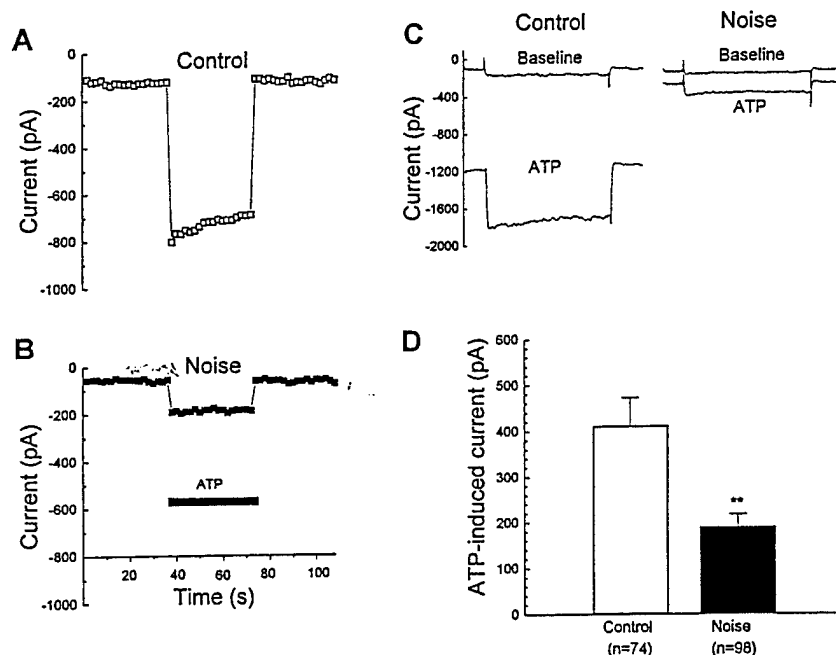 A
Control
0
-200
-400
-600
-800
-1000
Current (pA)
B
Noise
0
-200
-400
-600
-800
-1000
Current (pA)
ATP
20 40 60 80 100
Time (s)
C
Control Noise
0
-400
-800
-1200
-1600
-2000
Current (pA)
Baseline Baseline
ATP
ATP
D
600
500
400
300
200
100
0
ATP-induced current (pA)
**
Control Noise
(n=74) (n=98)